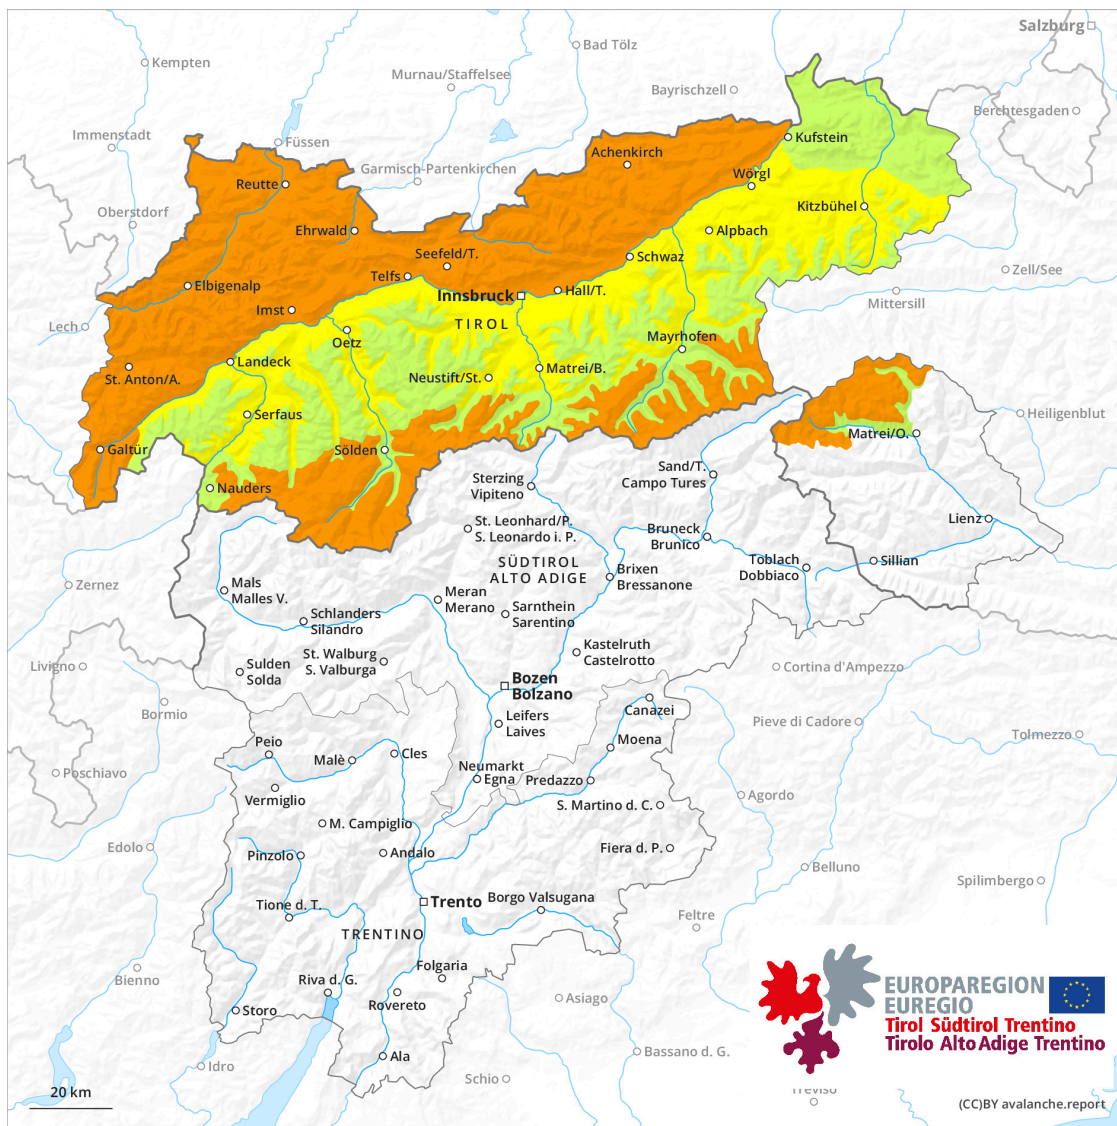 Salzburg
Bad Tölz
Kempten
Murnau/Staffelsee
Bayrischzell
Berchtesgaden
Immenstadt
Füssen
Kufstein
Achenkirch
Garmisch-Partenkirchen
Wörgl
Reutte
Kitzbühel
Oberstdorf
Ehrwald
Alpbach
Seefeld/T.
Schwaz
Zell/See
Telfs
Elbigenalp
Hall/T.
Innsbruck
Mittersill
Imst
TIROL
Lech
Oetz
Mayrhofen
Landeck
Matrei/B.
St. Anton/A.
Neustift/St.
Serfaus
Heiligenblut
Matrei/O.
Galtür
Sölden
Sand/T.
Campo Tures
Sterzing
Vipiteno
Nauders
Lienz
St. Leonhard/P.
S. Leonardo i. P.
Bruneck
Brunico
SÜDTIROL
ALTO ADIGE
Toblach
Dobbiaco
Sillian
Brixen
Bressanone
Zernez
Mals
Malles V.
Meran
Merano
Sarnthein
Sarentino
Schlanders
Silandro
Kastelruth
Castelrotto
St. Walburg
S. Valburga
Livigno
Sulden
Solda
Cortina d'Ampezzo
Bozen
Bolzano
Canazei
Bormio
Leifers
Laives
Pieve di Cadore
Tolmezzo
Peio
Moena
Malè
Cles
Neumarkt
Egna
Predazzo
Poschiavo
Vermiglio
Agordo
S. Martino d. C.
M. Campiglio
Edolo
Pinzolo
Andalo
Fiera d. P.
Belluno
Spilimbergo
Tione d. T.
Trento
Borgo Valsugana
Feltre
TRENTINO
Folgaria
Bienno
Riva d. G.
EUROPAREGION
EUREGIO
Tirol Südtirol Trentino
Tirolo Alto Adige Trentino
Asiago
Rovereto
Storo
Ala
Bassano d. G.
Idro
Schio
Treviso
20 km
(CC)BY avalanche.report